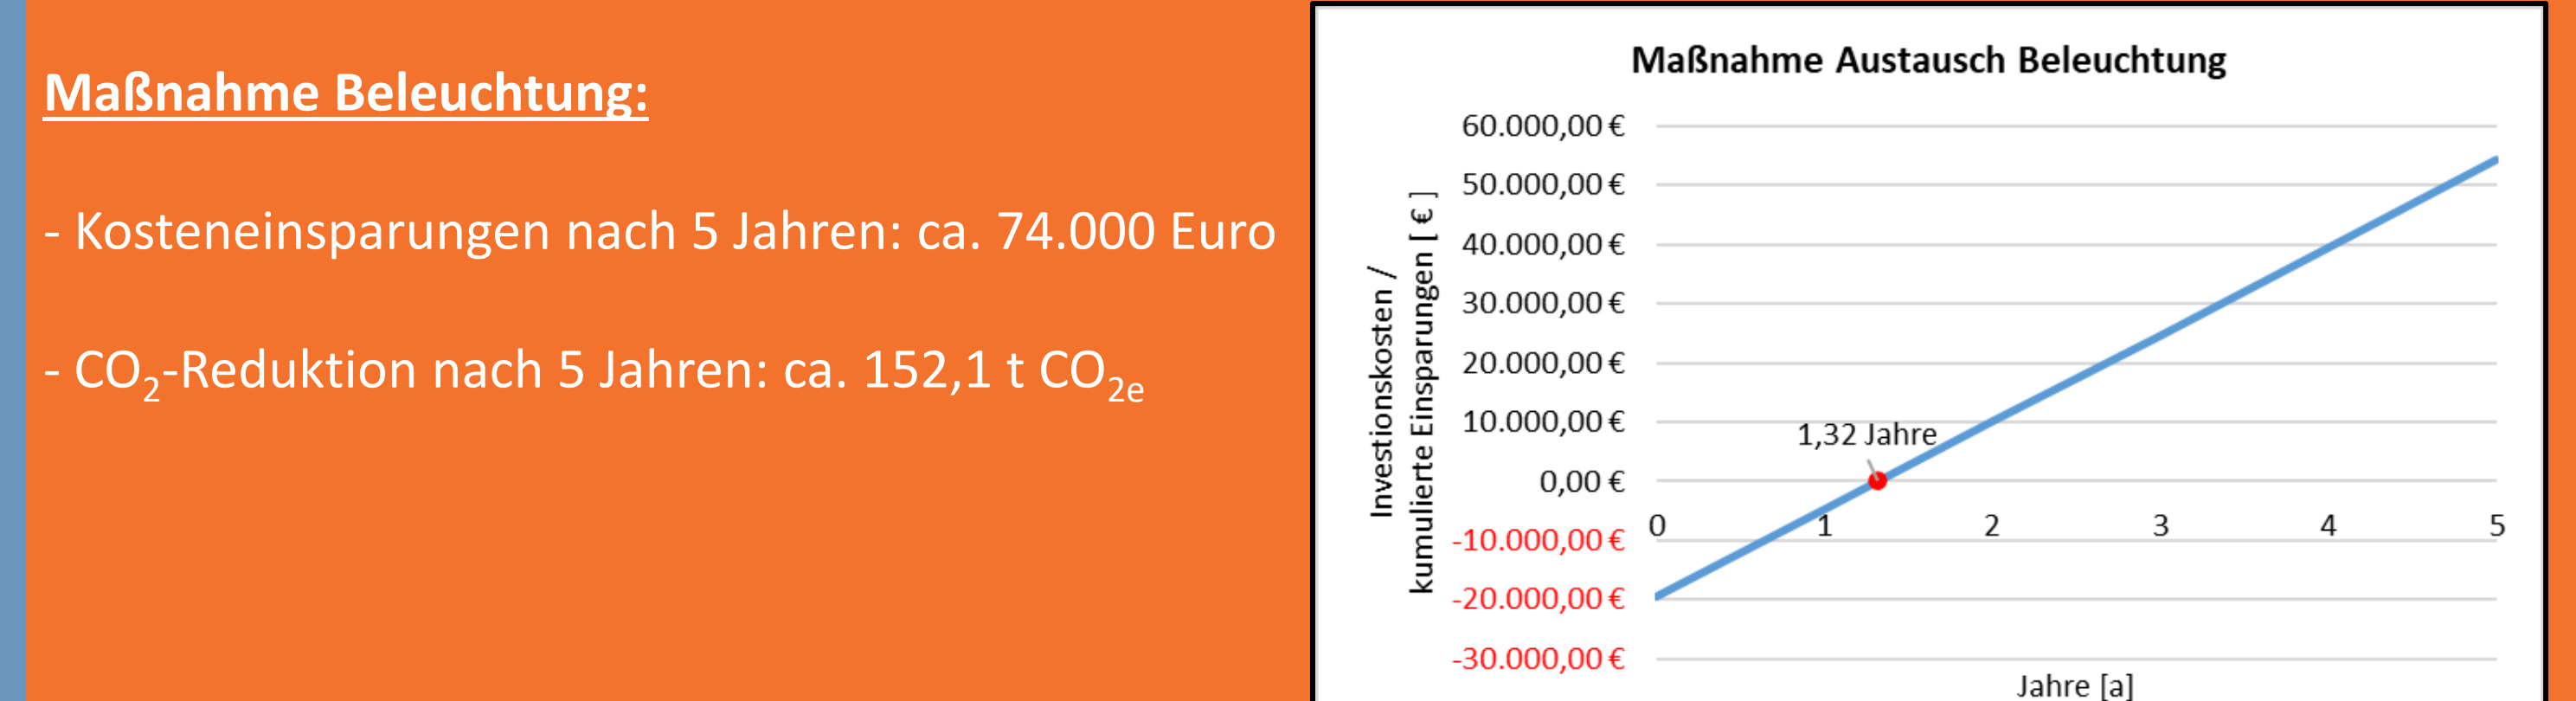 Maßnahme Beleuchtung:
- Kosteneinsparungen nach 5 Jahren: ca. 74.000 Euro
- CO₂-Reduktion nach 5 Jahren: ca. 152,1 t CO₂ₑ
Maßnahme Austausch Beleuchtung
Investionskosten /
kumulierte Einsparungen [ € ]
60.000,00 €
50.000,00 €
40.000,00 €
30.000,00 €
20.000,00 €
10.000,00 €
0,00 €
-10.000,00 €
-20.000,00 €
-30.000,00 €
1,32 Jahre
0 1 2 3 4 5
Jahre [a]